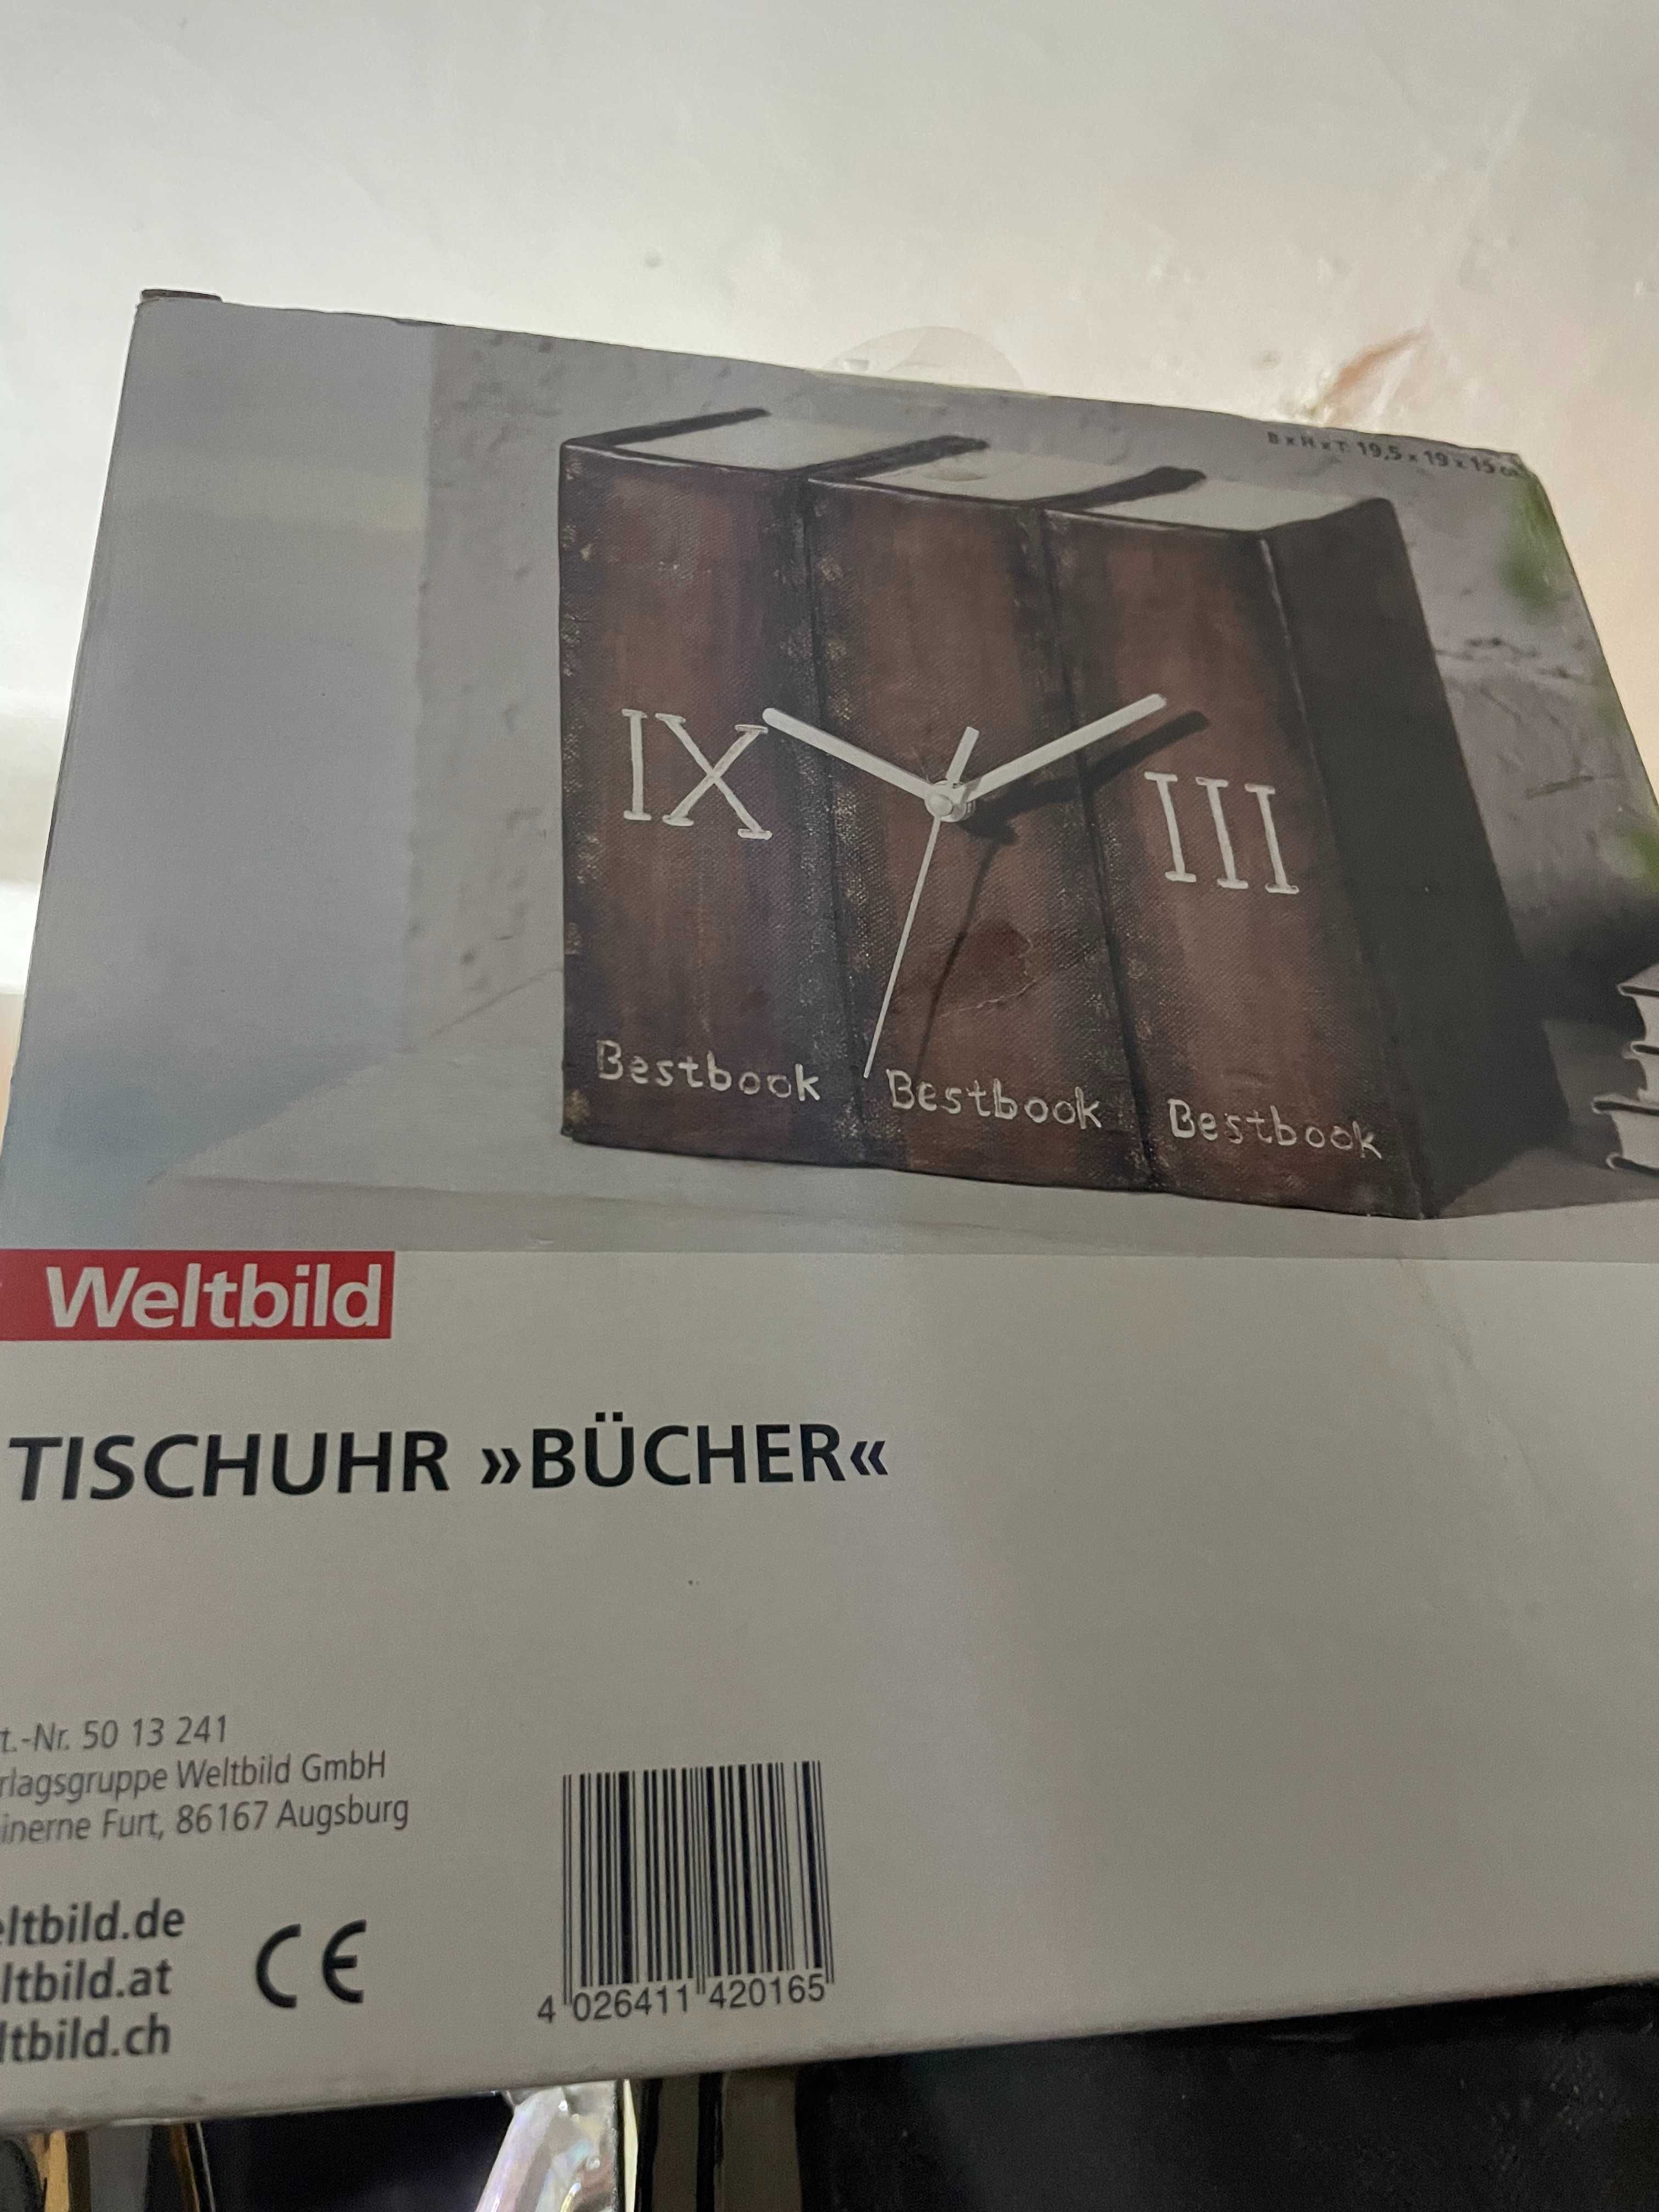 B x H x T: 19,5 x 19 x 15 cm
IX
III
Bestbook Bestbook Bestbook
Weltbild
TISCHUHR »BÜCHER«
t.-Nr. 50 13 241
rlagsgruppe Weltbild GmbH
inerne Furt, 86167 Augsburg
eltbild.de
ltbild.at
ltbild.ch
CE
4 026411 420165